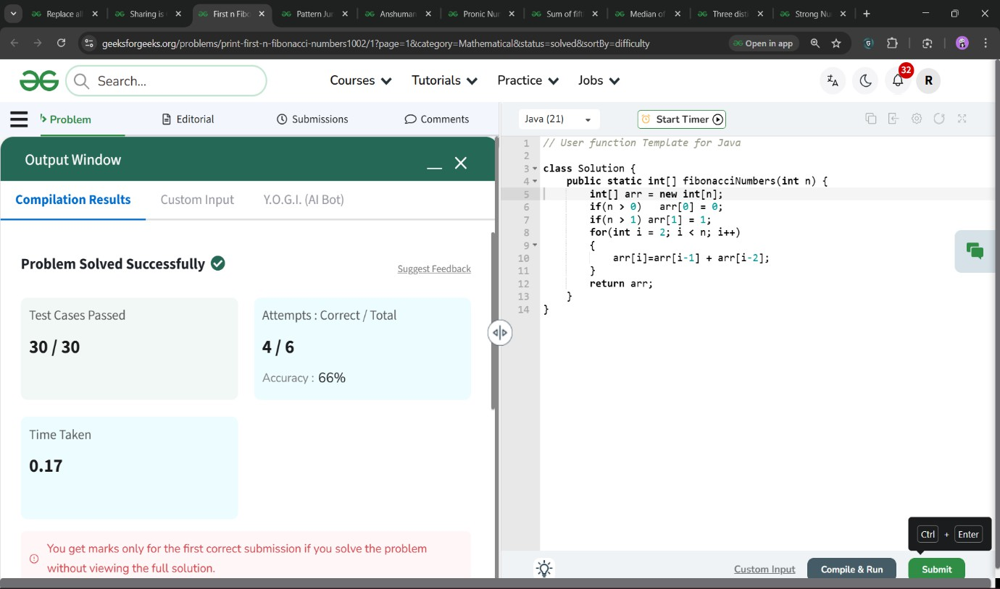 Replace al
Sharing is
First n Fibo
Pattern Ju
Anshuman
Pronic Nu
Sum of fift
Median of
Three disti
Strong Nu
geeksforgeeks.org/problems/print-first-n-fibonacci-numbers1002/1?page=1&category=Mathematical&status=solved&sortBy=difficulty
Open in app
Search...
Courses
Tutorials
Practice
Jobs
32
R
Problem
Editorial
Submissions
Comments
Java (21)
Start Timer
Output Window
Compilation Results
Custom Input
Y.O.G.I. (AI Bot)
Problem Solved Successfully
Suggest Feedback
Test Cases Passed
30 / 30
Attempts : Correct / Total
4 / 6
Accuracy : 66%
Time Taken
0.17
You get marks only for the first correct submission if you solve the problem
without viewing the full solution.
1 // User function Template for Java
2
3 class Solution {
4     public static int[] fibonacciNumbers(int n) {
5         int[] arr = new int[n];
6         if(n > 0)   arr[0] = 0;
7         if(n > 1) arr[1] = 1;
8         for(int i = 2; i < n; i++)
9         {
10             arr[i]=arr[i-1] + arr[i-2];
11         }
12         return arr;
13     }
14 }
Ctrl + Enter
Custom Input
Compile & Run
Submit